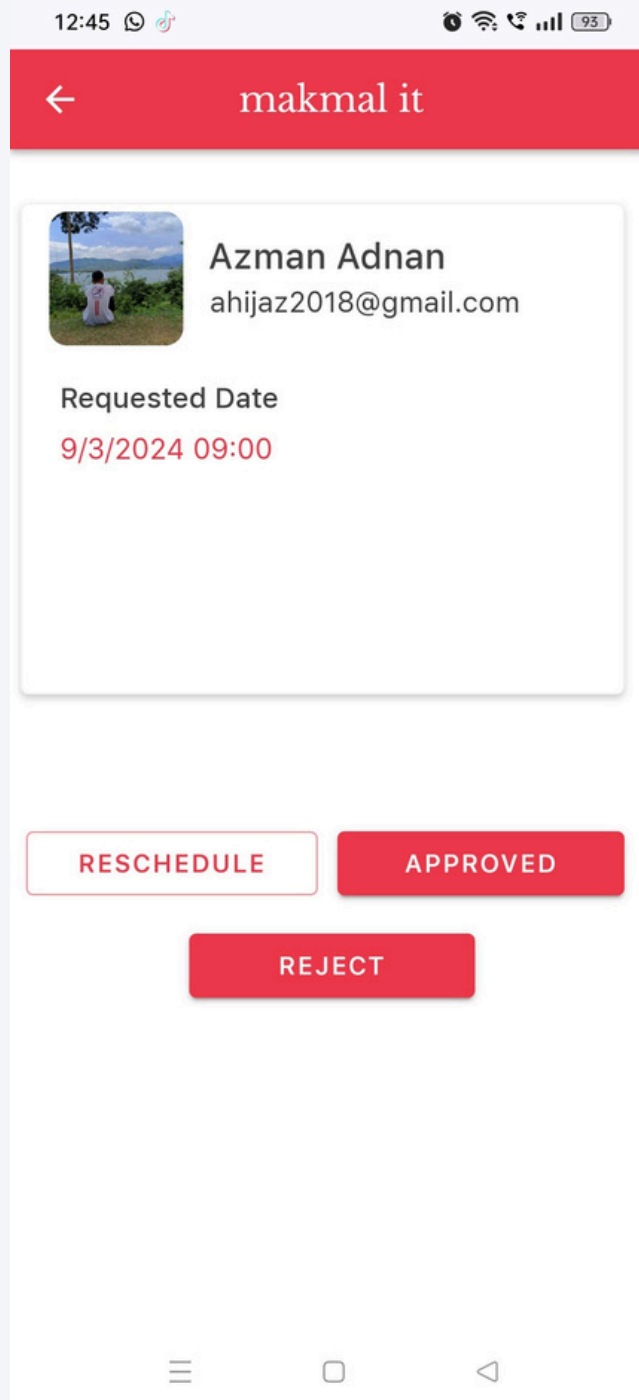 12:45
93
makmal it
Azman Adnan
ahijaz2018@gmail.com
Requested Date
9/3/2024 09:00
RESCHEDULE
APPROVED
REJECT